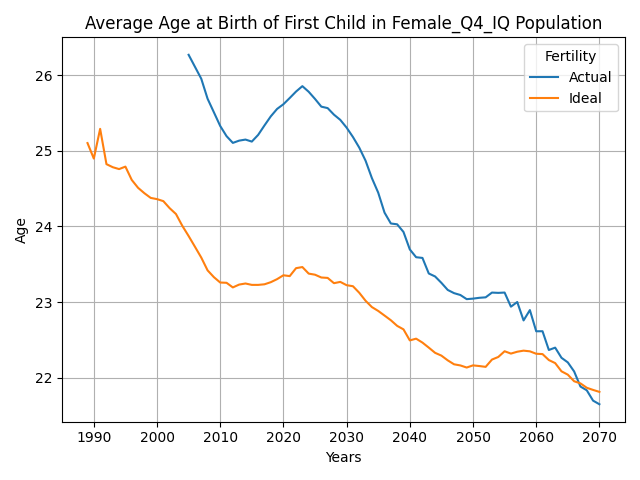 Average Age at Birth of First Child in Female_Q4_IQ Population
Fertility
Actual
Ideal
Age
26
25
24
23
22
1990 2000 2010 2020 2030 2040 2050 2060 2070
Years